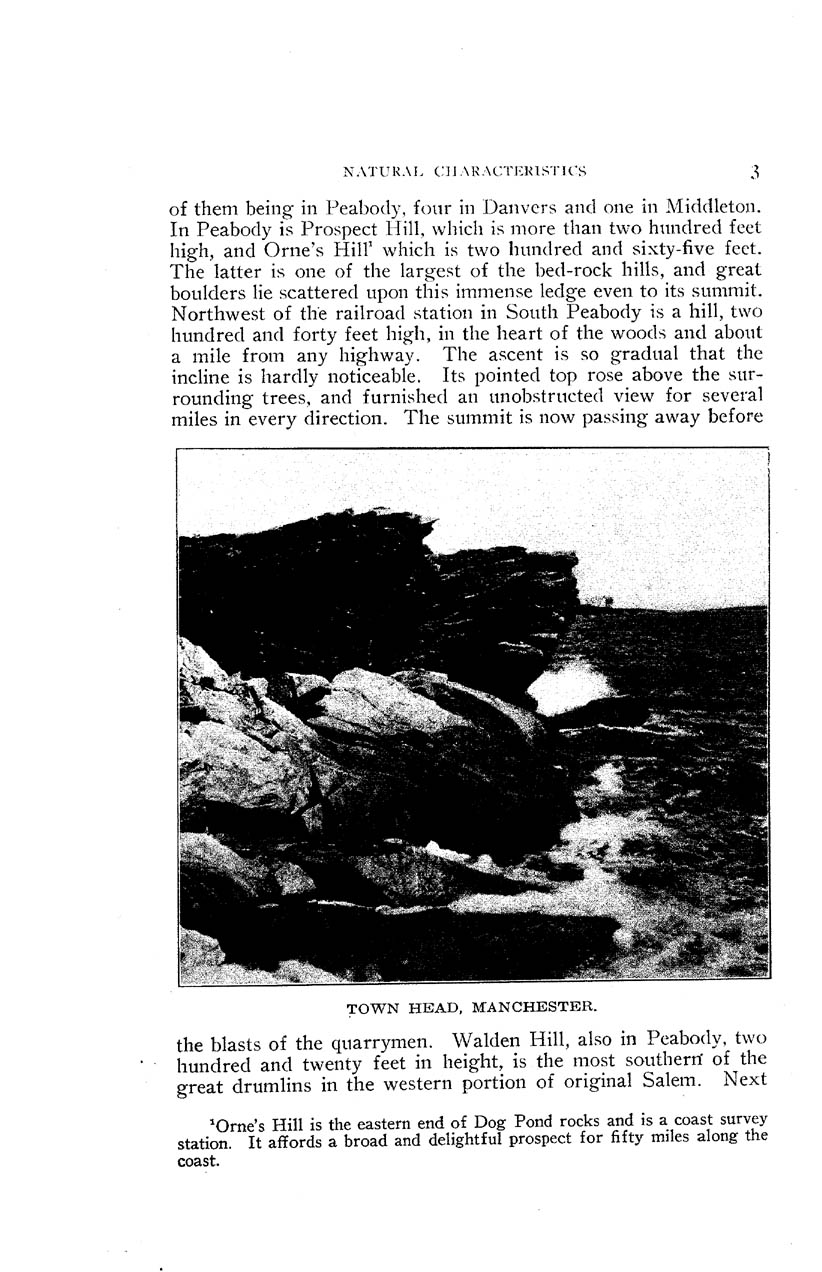 NATURAL CHARACTERISTICS 3
of them being in Peabody, four in Danvers and one in Middleton.
In Peabody is Prospect Hill, which is more than two hundred feet
high, and Orne's Hill¹ which is two hundred and sixty-five feet.
The latter is one of the largest of the bed-rock hills, and great
boulders lie scattered upon this immense ledge even to its summit.
Northwest of the railroad station in South Peabody is a hill, two
hundred and forty feet high, in the heart of the woods and about
a mile from any highway. The ascent is so gradual that the
incline is hardly noticeable. Its pointed top rose above the sur-
rounding trees, and furnished an unobstructed view for several
miles in every direction. The summit is now passing away before
TOWN HEAD, MANCHESTER.
the blasts of the quarrymen. Walden Hill, also in Peabody, two
hundred and twenty feet in height, is the most southern of the
great drumlins in the western portion of original Salem. Next
¹Orne's Hill is the eastern end of Dog Pond rocks and is a coast survey
station. It affords a broad and delightful prospect for fifty miles along the
coast.